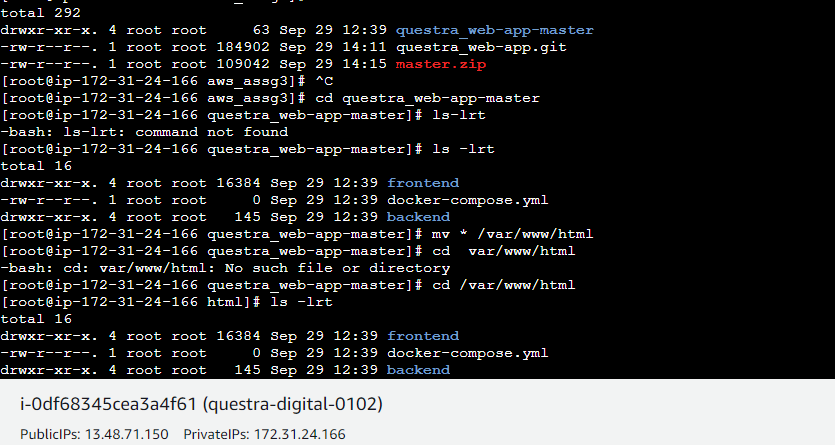 total 292
drwxr-xr-x. 4 root root     63 Sep 29 12:39 questra_web-app-master
-rw-r--r--. 1 root root 184902 Sep 29 14:11 questra_web-app.git
-rw-r--r--. 1 root root 109042 Sep 29 14:15 master.zip
[root@ip-172-31-24-166 aws_assg3]# ^C
[root@ip-172-31-24-166 aws_assg3]# cd questra_web-app-master
[root@ip-172-31-24-166 questra_web-app-master]# ls-lrt
-bash: ls-lrt: command not found
[root@ip-172-31-24-166 questra_web-app-master]# ls -lrt
total 16
drwxr-xr-x. 4 root root 16384 Sep 29 12:39 frontend
-rw-r--r--. 1 root root     0 Sep 29 12:39 docker-compose.yml
drwxr-xr-x. 4 root root   145 Sep 29 12:39 backend
[root@ip-172-31-24-166 questra_web-app-master]# mv * /var/www/html
[root@ip-172-31-24-166 questra_web-app-master]# cd  var/www/html
-bash: cd: var/www/html: No such file or directory
[root@ip-172-31-24-166 questra_web-app-master]# cd /var/www/html
[root@ip-172-31-24-166 html]# ls -lrt
total 16
drwxr-xr-x. 4 root root 16384 Sep 29 12:39 frontend
-rw-r--r--. 1 root root     0 Sep 29 12:39 docker-compose.yml
drwxr-xr-x. 4 root root   145 Sep 29 12:39 backend
i-0df68345cea3a4f61 (questra-digital-0102)
PublicIPs: 13.48.71.150 PrivateIPs: 172.31.24.166